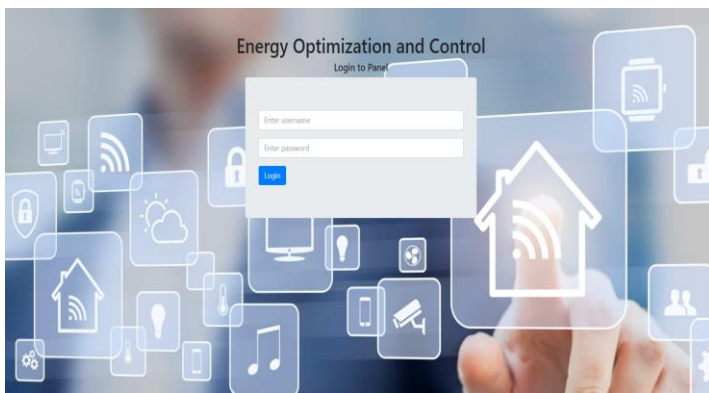 Energy Optimization and Control
Login to Panel
Enter username
Enter password
Login